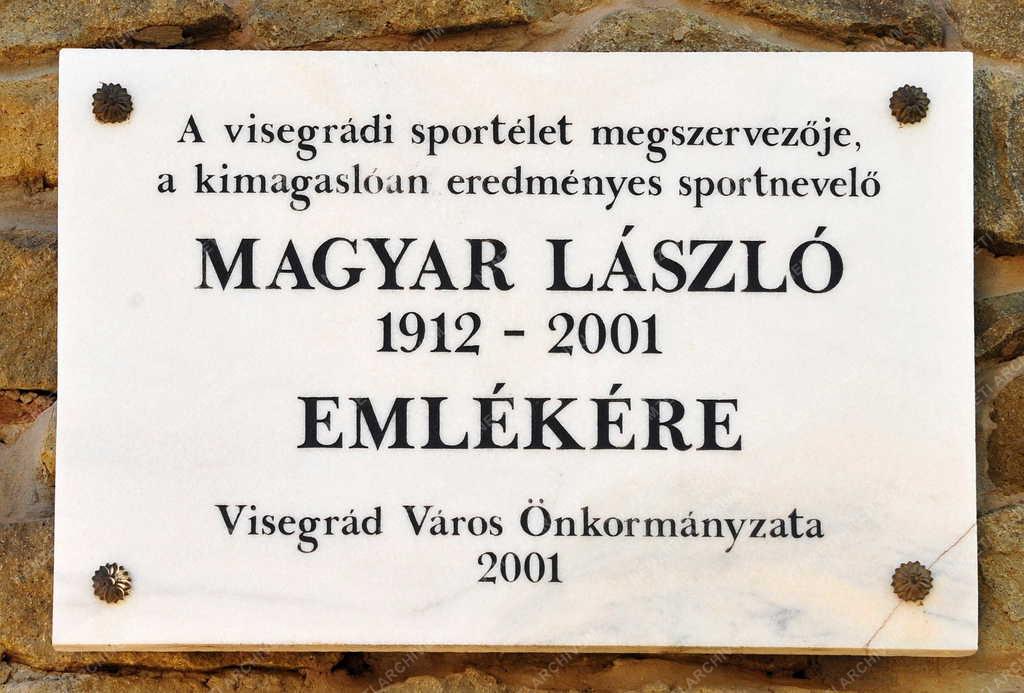 A visegrádi sportélet megszervezője,
a kimagaslóan eredményes sportnevelő
MAGYAR LÁSZLÓ
1912 - 2001
EMLÉKÉRE
Visegrád Város Önkormányzata
2001